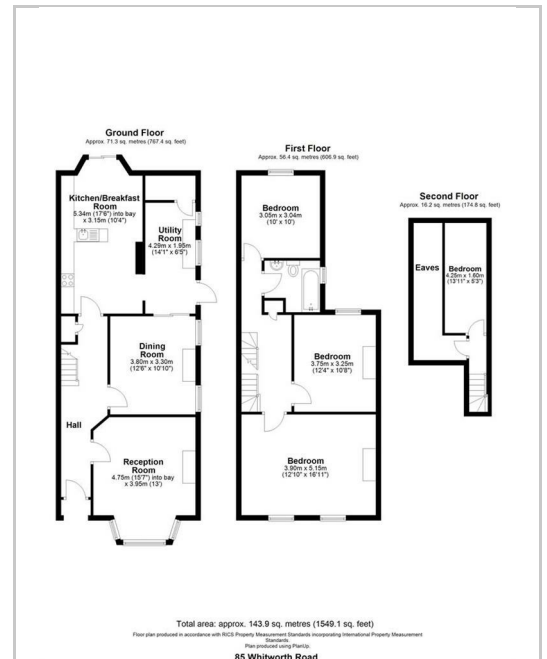 Ground Floor
Approx. 71.3 sq. metres (767.4 sq. feet)
Kitchen/Breakfast
Room
5.34m (17'6") into bay
x 3.15m (10'4")
Utility
Room
4.29m x 1.95m
(14'1" x 6'5")
Dining
Room
3.80m x 3.30m
(12'6" x 10'10")
Hall
Reception
Room
4.75m (15'7") into bay
x 3.95m (13')
First Floor
Approx. 56.4 sq. metres (606.9 sq. feet)
Bedroom
3.05m x 3.04m
(10' x 10')
Bedroom
3.75m x 3.25m
(12'4" x 10'8")
Bedroom
3.90m x 5.15m
(12'10" x 16'11")
Second Floor
Approx. 16.2 sq. metres (174.8 sq. feet)
Eaves
Bedroom
4.25m x 1.60m
(13'11" x 5'3")
Total area: approx. 143.9 sq. metres (1549.1 sq. feet)
Floor plan produced in accordance with RICS Property Measurement Standards incorporating International Property Measurement
Standards.
Plan produced using PlanUp.
85 Whitworth Road